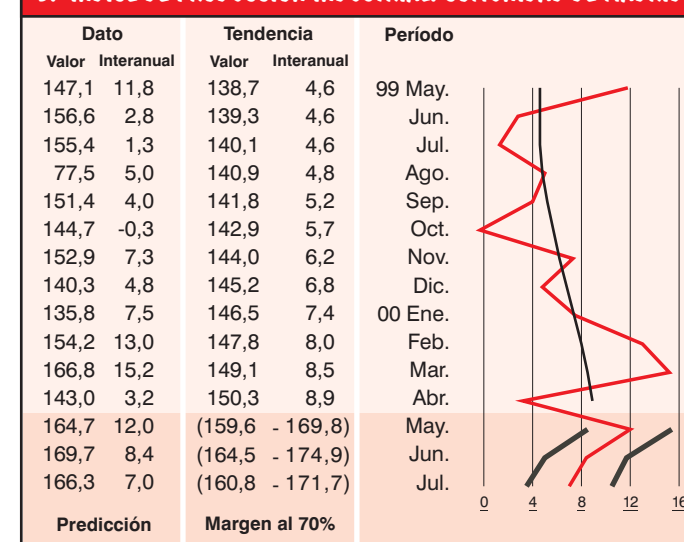 Dato Tendencia Período
Valor Interanual Valor Interanual
147,1 11,8 138,7 4,6 99 May.
156,6 2,8 139,3 4,6 Jun.
155,4 1,3 140,1 4,6 Jul.
77,5 5,0 140,9 4,8 Ago.
151,4 4,0 141,8 5,2 Sep.
144,7 -0,3 142,9 5,7 Oct.
152,9 7,3 144,0 6,2 Nov.
140,3 4,8 145,2 6,8 Dic.
135,8 7,5 146,5 7,4 00 Ene.
154,2 13,0 147,8 8,0 Feb.
166,8 15,2 149,1 8,5 Mar.
143,0 3,2 150,3 8,9 Abr.
164,7 12,0 (159,6 - 169,8) May.
169,7 8,4 (164,5 - 174,9) Jun.
166,3 7,0 (160,8 - 171,7) Jul.
0 4 8 12 16
Predicción Margen al 70%